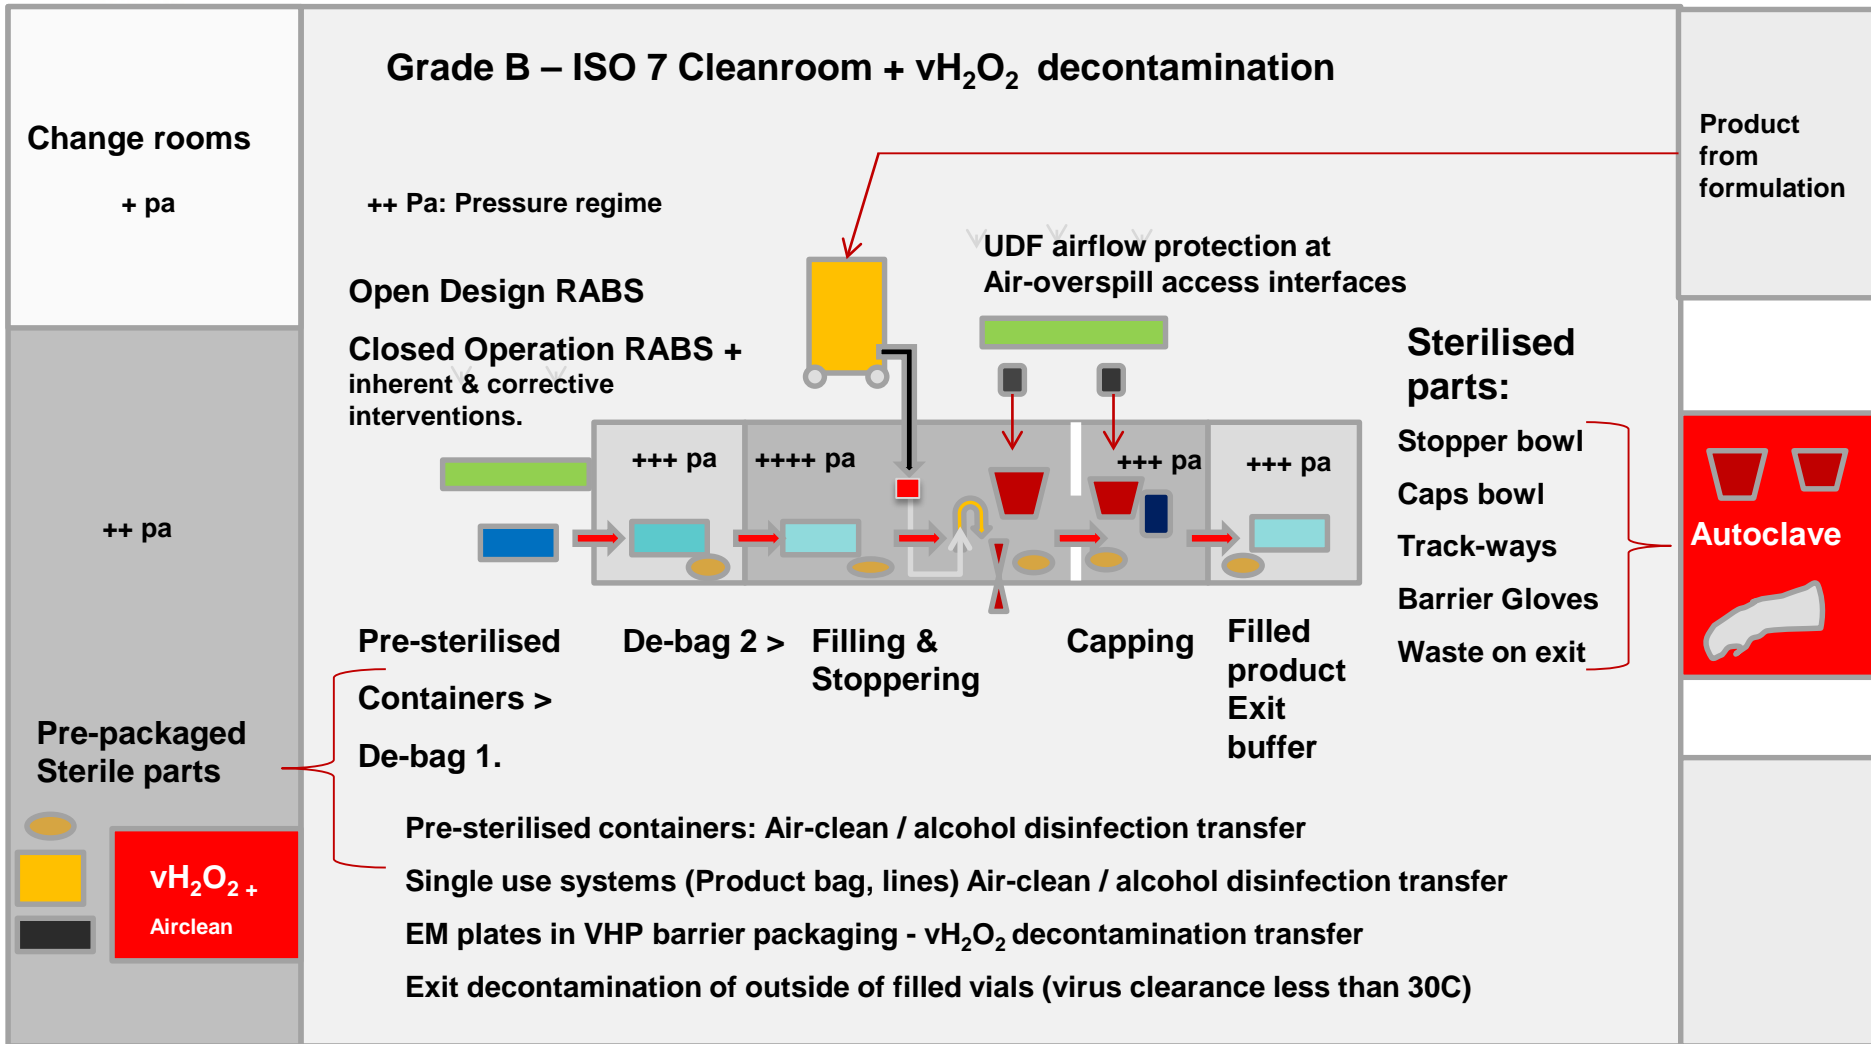 Grade B – ISO 7 Cleanroom + vH₂O₂ decontamination
Change rooms
+ pa
++ Pa: Pressure regime
Product
from
formulation
UDF airflow protection at
Air-overspill access interfaces
Open Design RABS
Closed Operation RABS +
inherent & corrective
interventions.
Sterilised
parts:
Stopper bowl
Caps bowl
Track-ways
Barrier Gloves
Waste on exit
Autoclave
+++ pa
++++ pa
+++ pa
+++ pa
++ pa
Pre-sterilised
Containers >
De-bag 1.
De-bag 2 >
Filling &
Stoppering
Capping
Filled
product
Exit
buffer
Pre-packaged
Sterile parts
vH₂O₂ +
Airclean
Pre-sterilised containers: Air-clean / alcohol disinfection transfer
Single use systems (Product bag, lines) Air-clean / alcohol disinfection transfer
EM plates in VHP barrier packaging - vH₂O₂ decontamination transfer
Exit decontamination of outside of filled vials (virus clearance less than 30C)